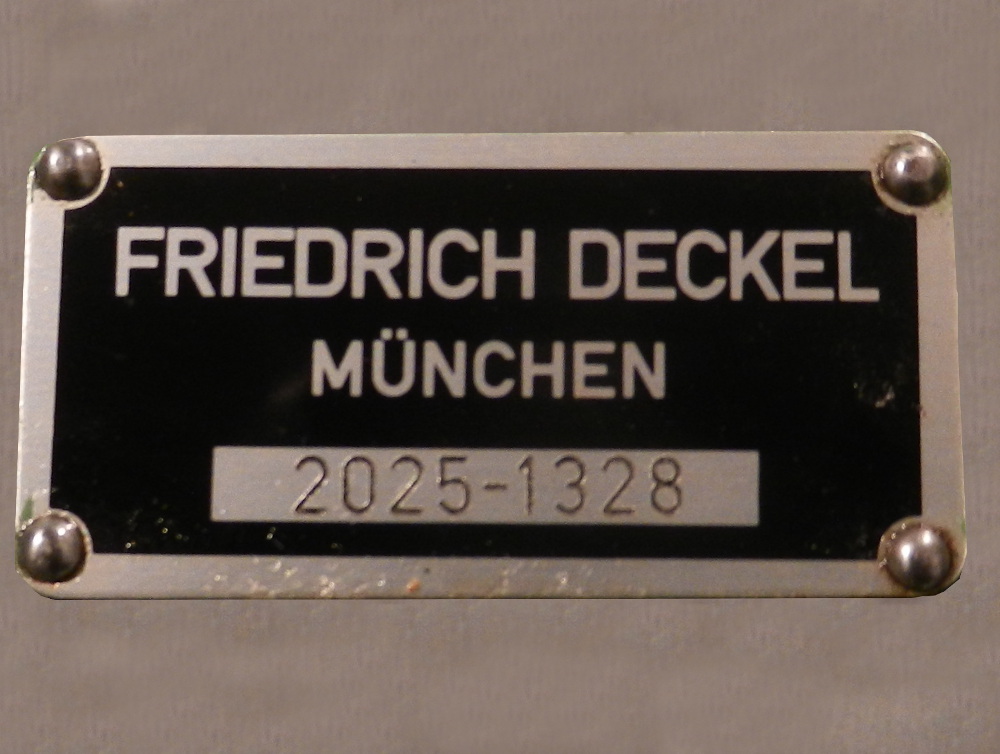 FRIEDRICH DECKEL
MÜNCHEN
2025-1328